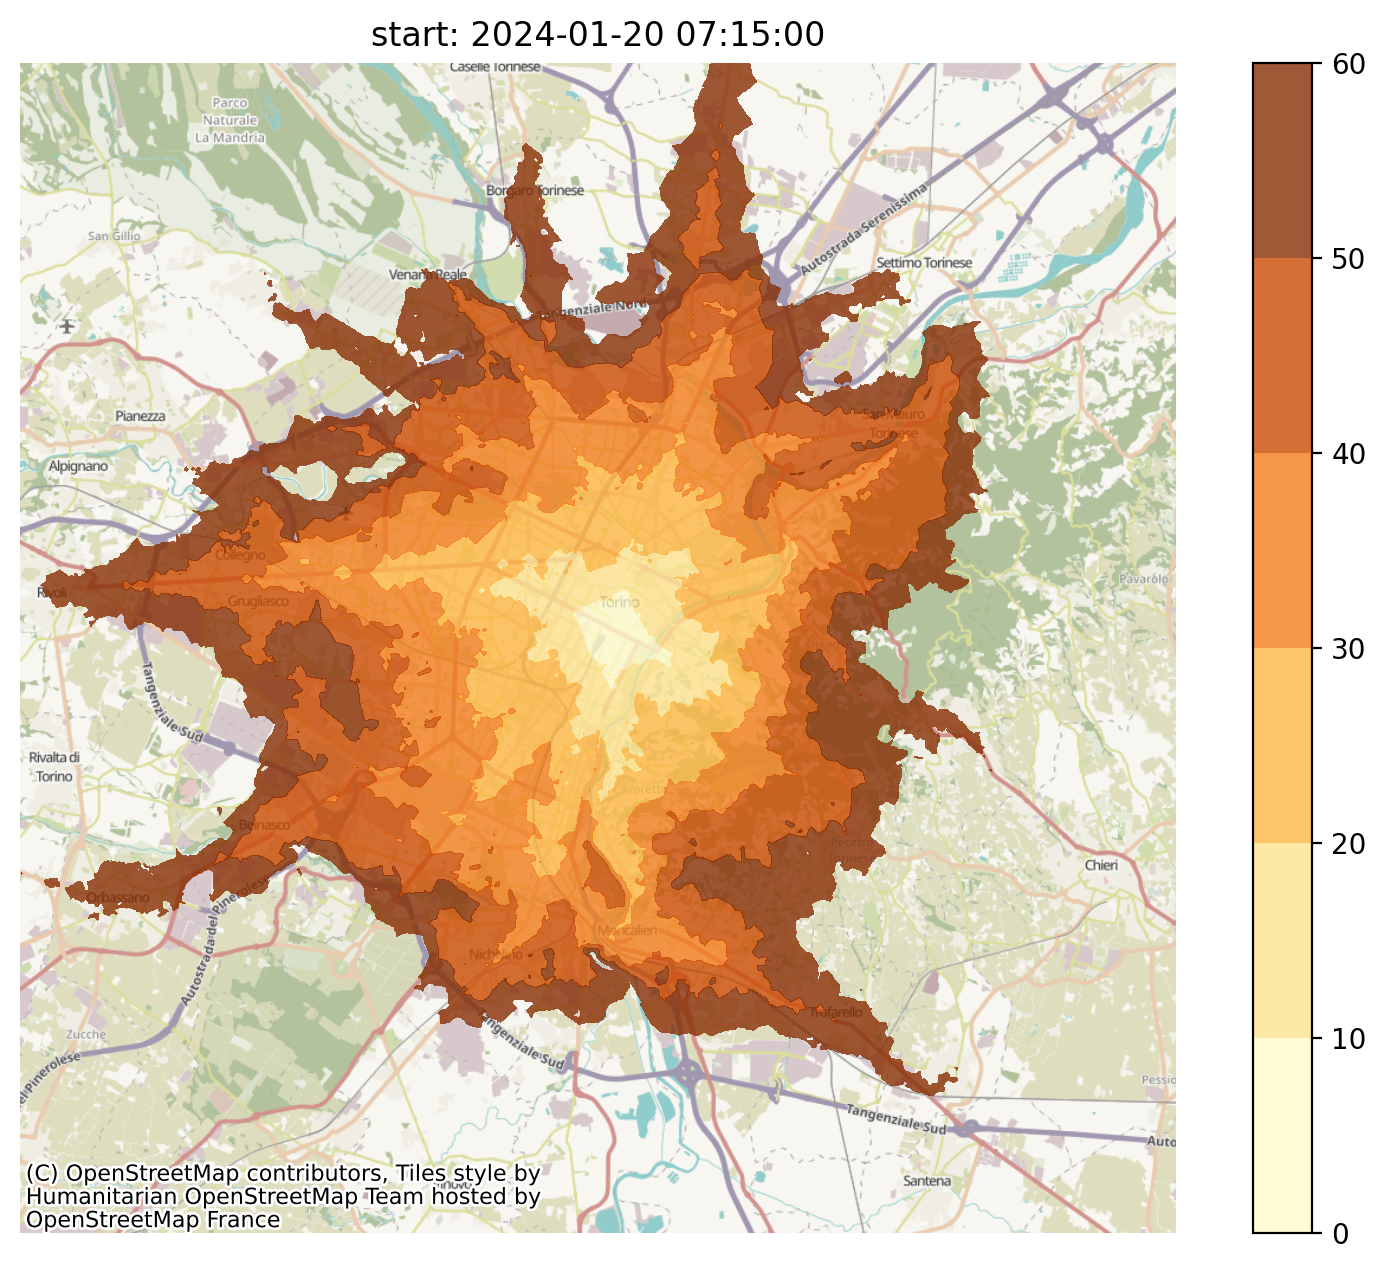 start: 2024-01-20 07:15:00
Caselle Torinese
Parco
Naturale
La Mandria
Borgaro Torinese
San Gillio
Autostrada Serenissima
Settimo Torinese
Tangenziale Nord
Pianezza
San Mauro
Torinese
Alpignano
Collegno
Rivoli
Grugliasco
Torino
Pavarolo
Tangenziale Sud
Rivalta di
Torino
Cavoretto
Beinasco
Pecetto
Torinese
Chieri
Orbassano
Autostrada del Pinerolese
Moncalieri
Nichelino
Trofarello
Zucche
Tangenziale Sud
Pessio
Tangenziale Sud
Auto
Santena
(C) OpenStreetMap contributors, Tiles style by
Humanitarian OpenStreetMap Team hosted by
OpenStreetMap France
60
50
40
30
20
10
0